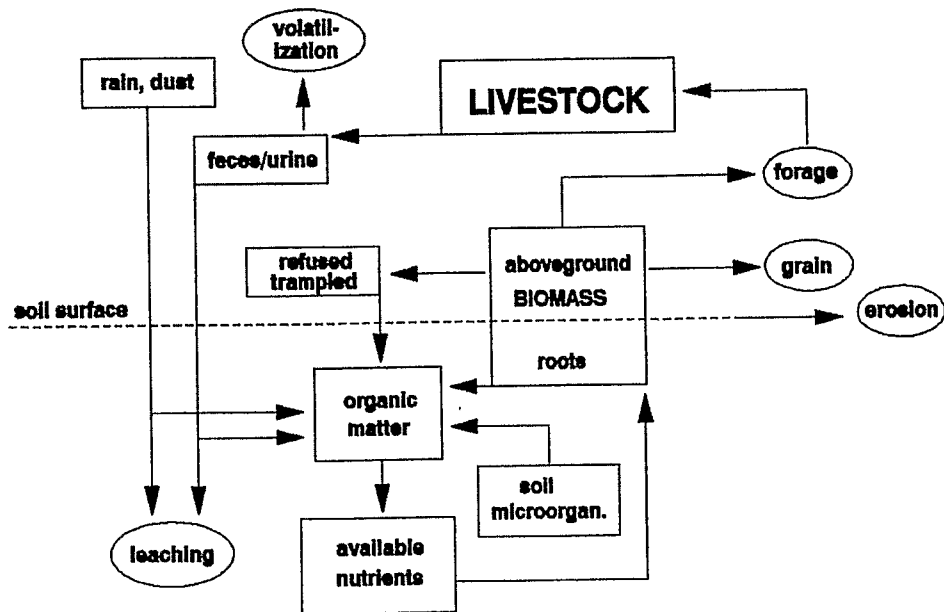 volatil-
ization
rain, dust
LIVESTOCK
feces/urine
forage
refused
trampled
aboveground
BIOMASS
grain
soil surface
erosion
roots
organic
matter
soil
microorgan.
leaching
available
nutrients